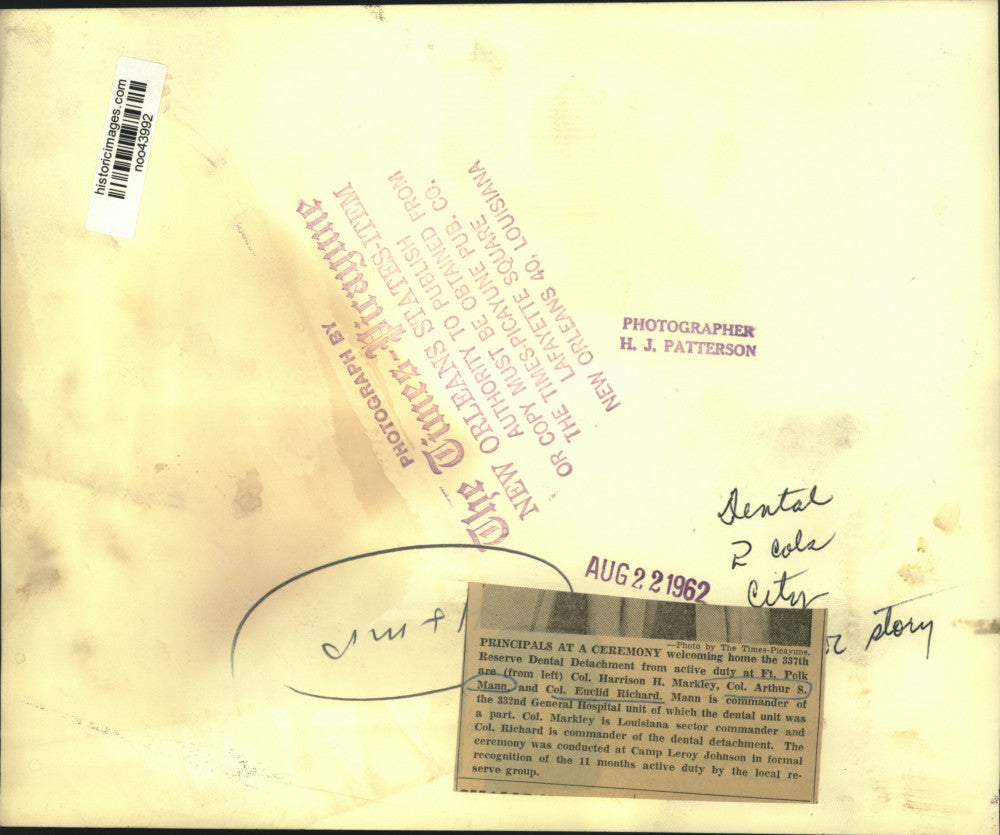 historicimages.com
noo43992
PHOTOGRAPH BY
The Times-Picayune
NEW ORLEANS STATES-ITEM
AUTHORITY TO PUBLISH
OR COPY MUST BE OBTAINED FROM
THE TIMES-PICAYUNE PUB. CO.
LAFAYETTE SQUARE
NEW ORLEANS 40, LOUISIANA
PHOTOGRAPHER
H. J. PATTERSON
Dental
2 cols
City
story
AUG 22 1962
—Photo by The Times-Picayune.
PRINCIPALS AT A CEREMONY welcoming home the 337th
Reserve Dental Detachment from active duty at Ft. Polk
are (from left) Col. Harrison H. Markley, Col. Arthur S.
Mann, and Col. Euclid Richard. Mann is commander of
the 332nd General Hospital unit of which the dental unit was
a part. Col. Markley is Louisiana sector commander and
Col. Richard is commander of the dental detachment. The
ceremony was conducted at Camp Leroy Johnson in formal
recognition of the 11 months active duty by the local re-
serve group.